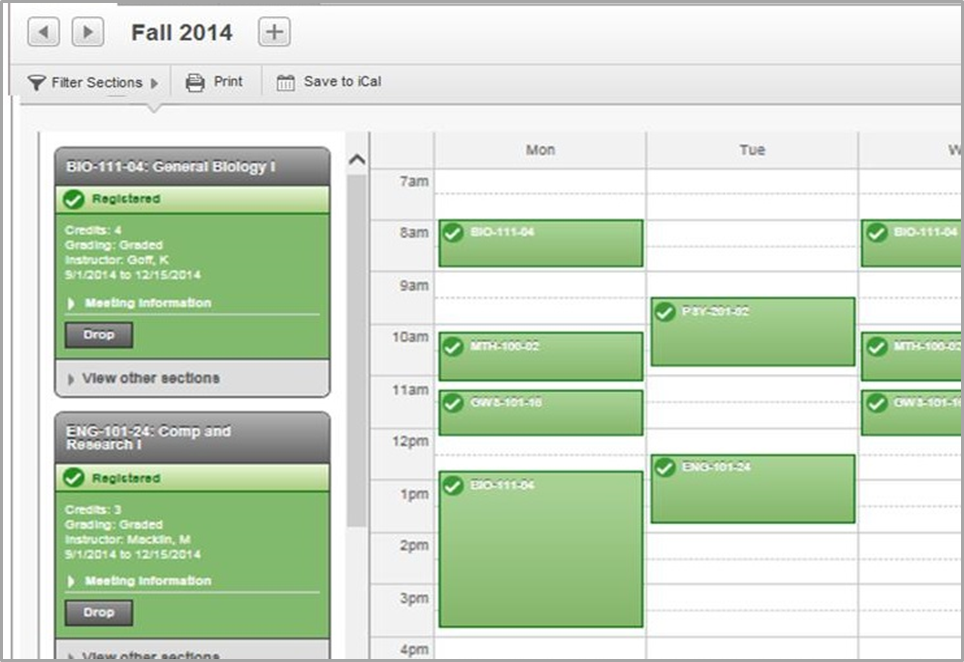 Fall 2014
Filter Sections
Print
Save to iCal
BIO-111-04: General Biology I
Registered
Credits: 4
Grading: Graded
Instructor: Goff, K
9/1/2014 to 12/15/2014
Meeting Information
Drop
View other sections
ENG-101-24: Comp and
Research I
Registered
Credits: 3
Grading: Graded
Instructor: Macklin, M
9/1/2014 to 12/15/2014
Meeting Information
Drop
View other sections
Mon Tue W
7am
8am BIO-111-04 BIO-111-04
9am
PSY-201-02
10am MTH-100-02 MTH-100-02
11am GWS-101-16 GWS-101-16
12pm
ENG-101-24
1pm BIO-111-04
2pm
3pm
4pm